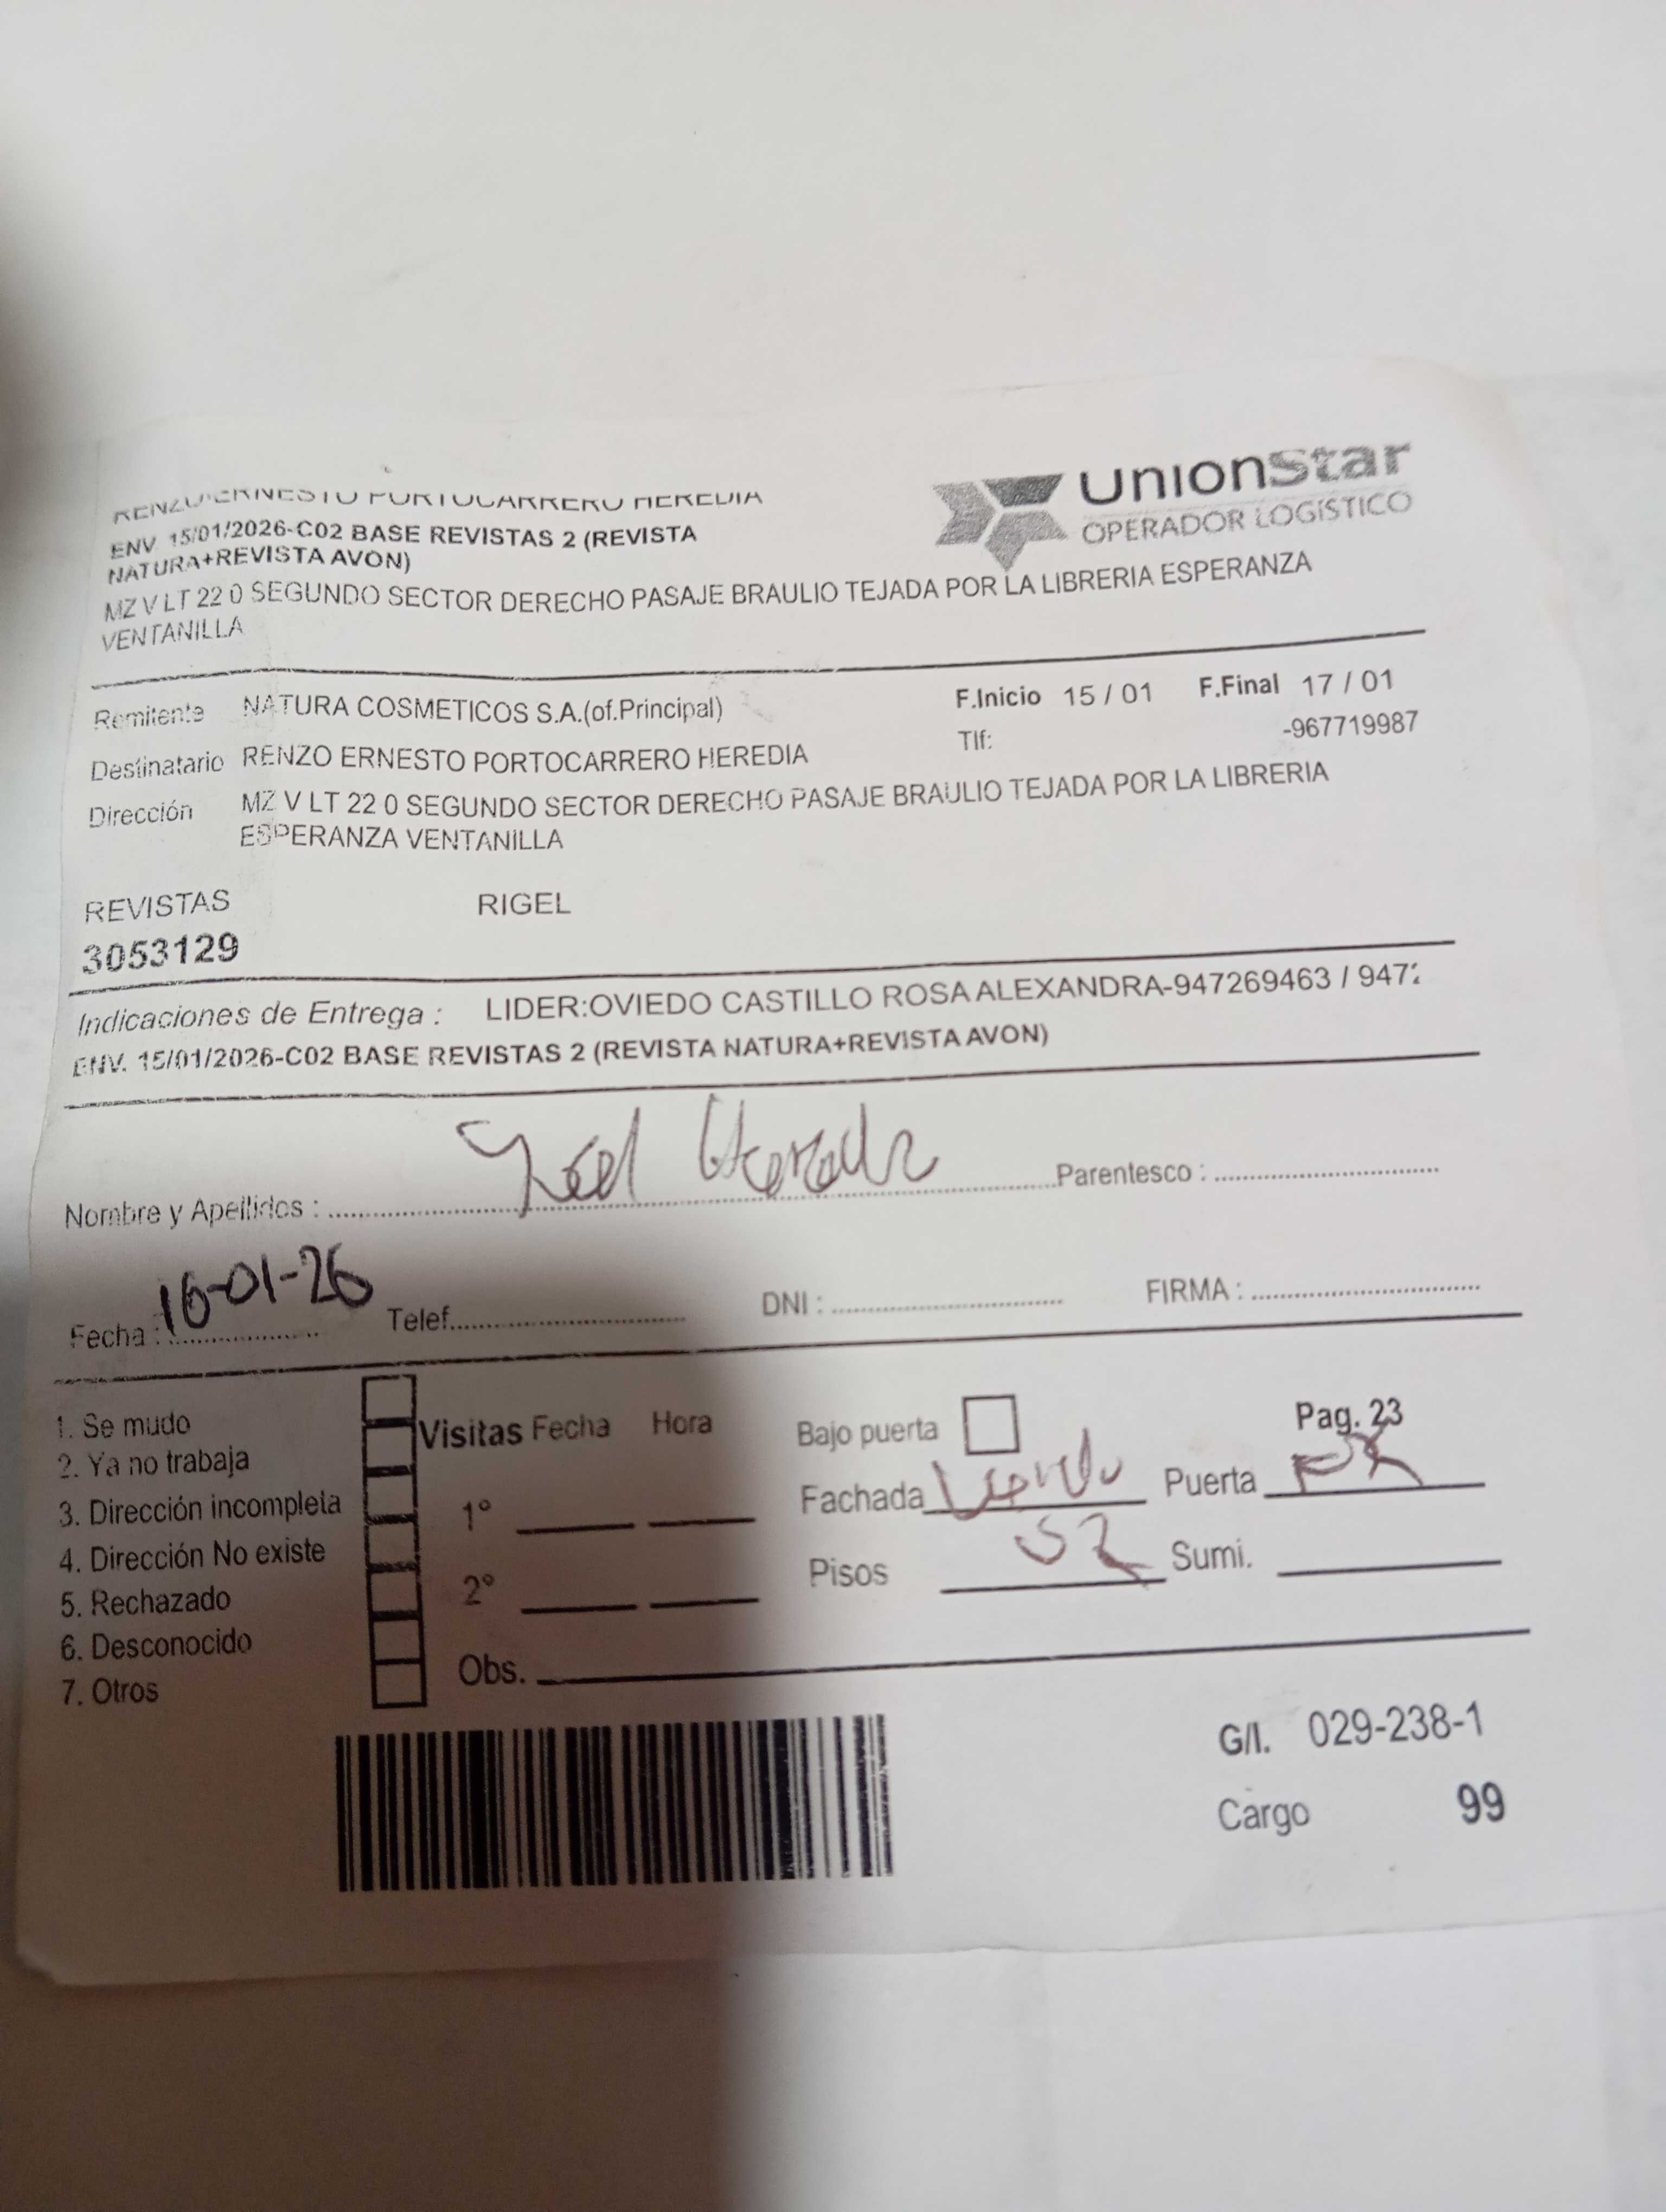 RENZO ERNESTO PORTOCARRERO HEREDIA
ENV. 15/01/2026-C02 BASE REVISTAS 2 (REVISTA
NATURA+REVISTA AVON)
MZ V LT 22 0 SEGUNDO SECTOR DERECHO PASAJE BRAULIO TEJADA POR LA LIBRERIA ESPERANZA
VENTANILLA
unionstar
OPERADOR LOGÍSTICO
Remitente NATURA COSMETICOS S.A.(of.Principal) F.Inicio 15 / 01 F.Final 17 / 01
Destinatario RENZO ERNESTO PORTOCARRERO HEREDIA Tlf: -967719987
Dirección MZ V LT 22 0 SEGUNDO SECTOR DERECHO PASAJE BRAULIO TEJADA POR LA LIBRERIA
ESPERANZA VENTANILLA
REVISTAS RIGEL
3053129
Indicaciones de Entrega : LIDER:OVIEDO CASTILLO ROSA ALEXANDRA-947269463 / 947
ENV. 15/01/2026-C02 BASE REVISTAS 2 (REVISTA NATURA+REVISTA AVON)
Nombre y Apellidos : Parentesco :
Fecha : 16-01-26 Telef. DNI : FIRMA :
1. Se mudo
2. Ya no trabaja
3. Dirección incompleta
4. Dirección No existe
5. Rechazado
6. Desconocido
7. Otros
Visitas Fecha Hora
1º
2º
Obs.
Bajo puerta Pag. 23
Fachada Puerta
Pisos 02 Sumi.
G/I. 029-238-1
Cargo 99